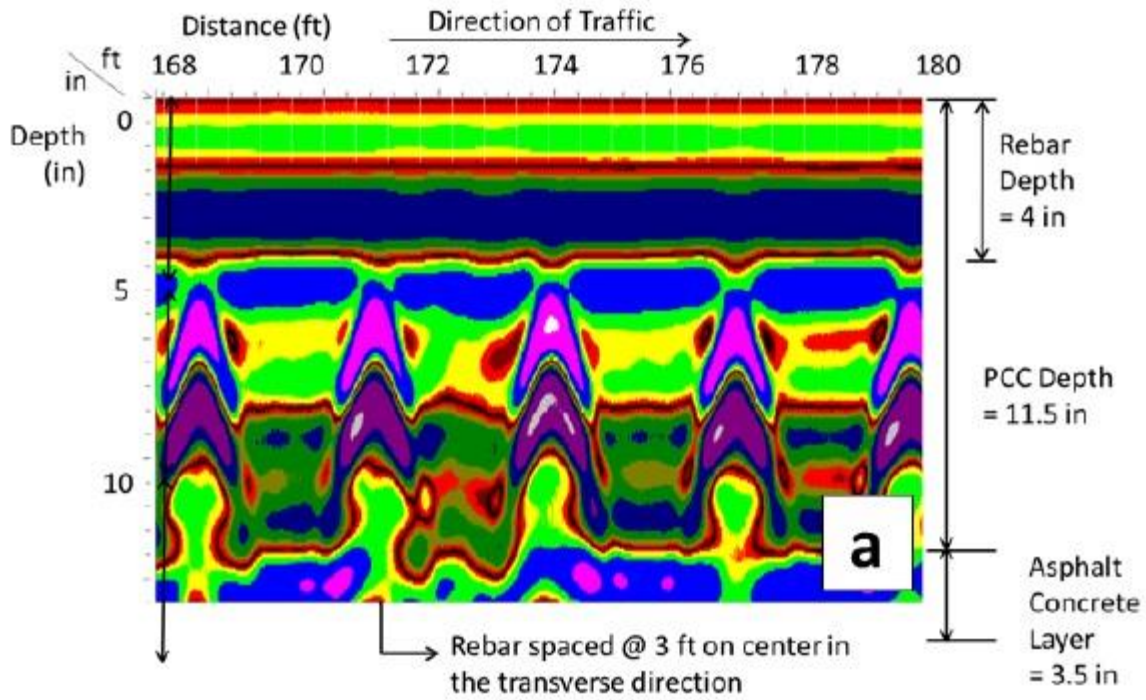 Distance (ft)
Direction of Traffic
ft
in
168 170 172 174 176 178 180
Depth
(in)
0
5
10
Rebar
Depth
= 4 in
PCC Depth
= 11.5 in
a
Asphalt
Concrete
Layer
= 3.5 in
Rebar spaced @ 3 ft on center in
the transverse direction